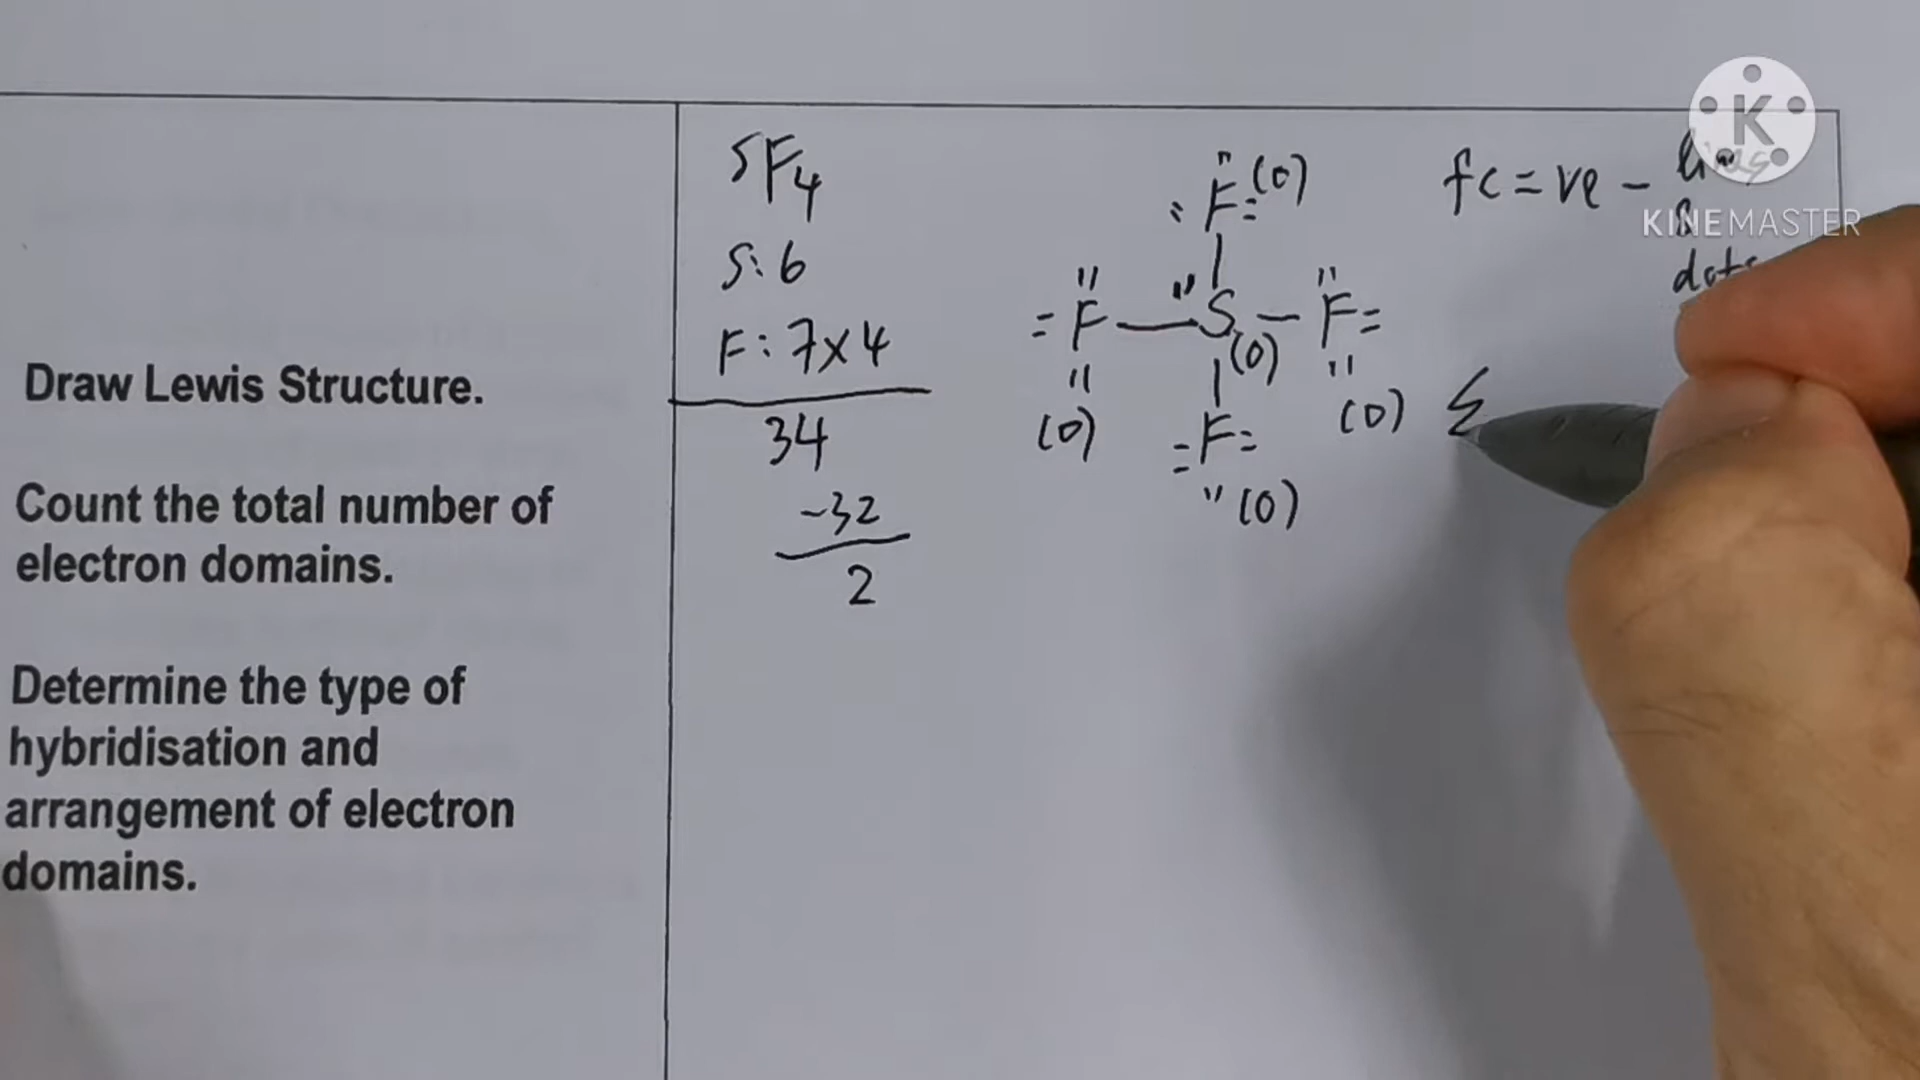 Draw Lewis Structure.
Count the total number of
electron domains.
Determine the type of
hybridisation and
arrangement of electron
domains.
SF4
S: 6
F: 7x4
34
-32
2
F (0)
F S F
(0)
(0) F (0)
(0)
fc = ve -
&
dots
Σ
K
KINEMASTER